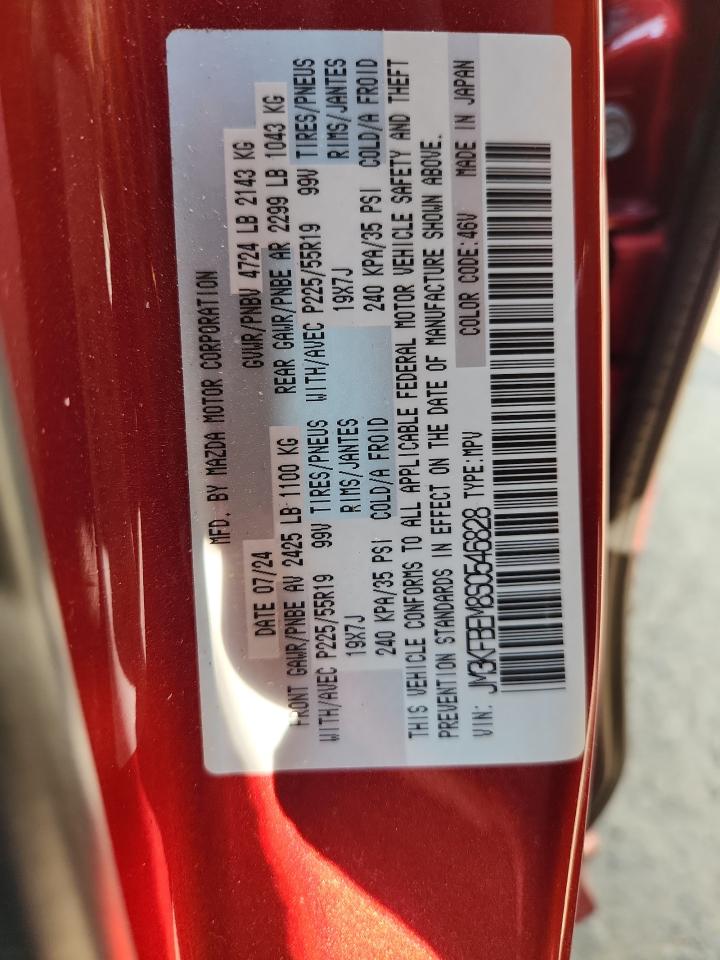 MFD. BY MAZDA MOTOR CORPORATION
DATE 07/24 GVWR/PNBV 4724 LB 2143 KG
FRONT GAWR/PNBE AV 2425 LB 1100 KG REAR GAWR/PNBE AR 2299 LB 1043 KG
WITH/AVEC P225/55R19 99V TIRES/PNEUS WITH/AVEC P225/55R19 99V TIRES/PNEUS
19X7J RIMS/JANTES 19X7J RIMS/JANTES
240 KPA/35 PSI COLD/A FROID 240 KPA/35 PSI COLD/A FROID
THIS VEHICLE CONFORMS TO ALL APPLICABLE FEDERAL MOTOR VEHICLE SAFETY AND THEFT
PREVENTION STANDARDS IN EFFECT ON THE DATE OF MANUFACTURE SHOWN ABOVE.
VIN: JM3KFBEM8S0546828 TYPE:MPV COLOR CODE:46V MADE IN JAPAN